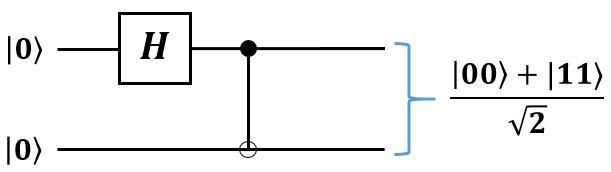 |0⟩
H
|00⟩ + |11⟩
√2
|0⟩